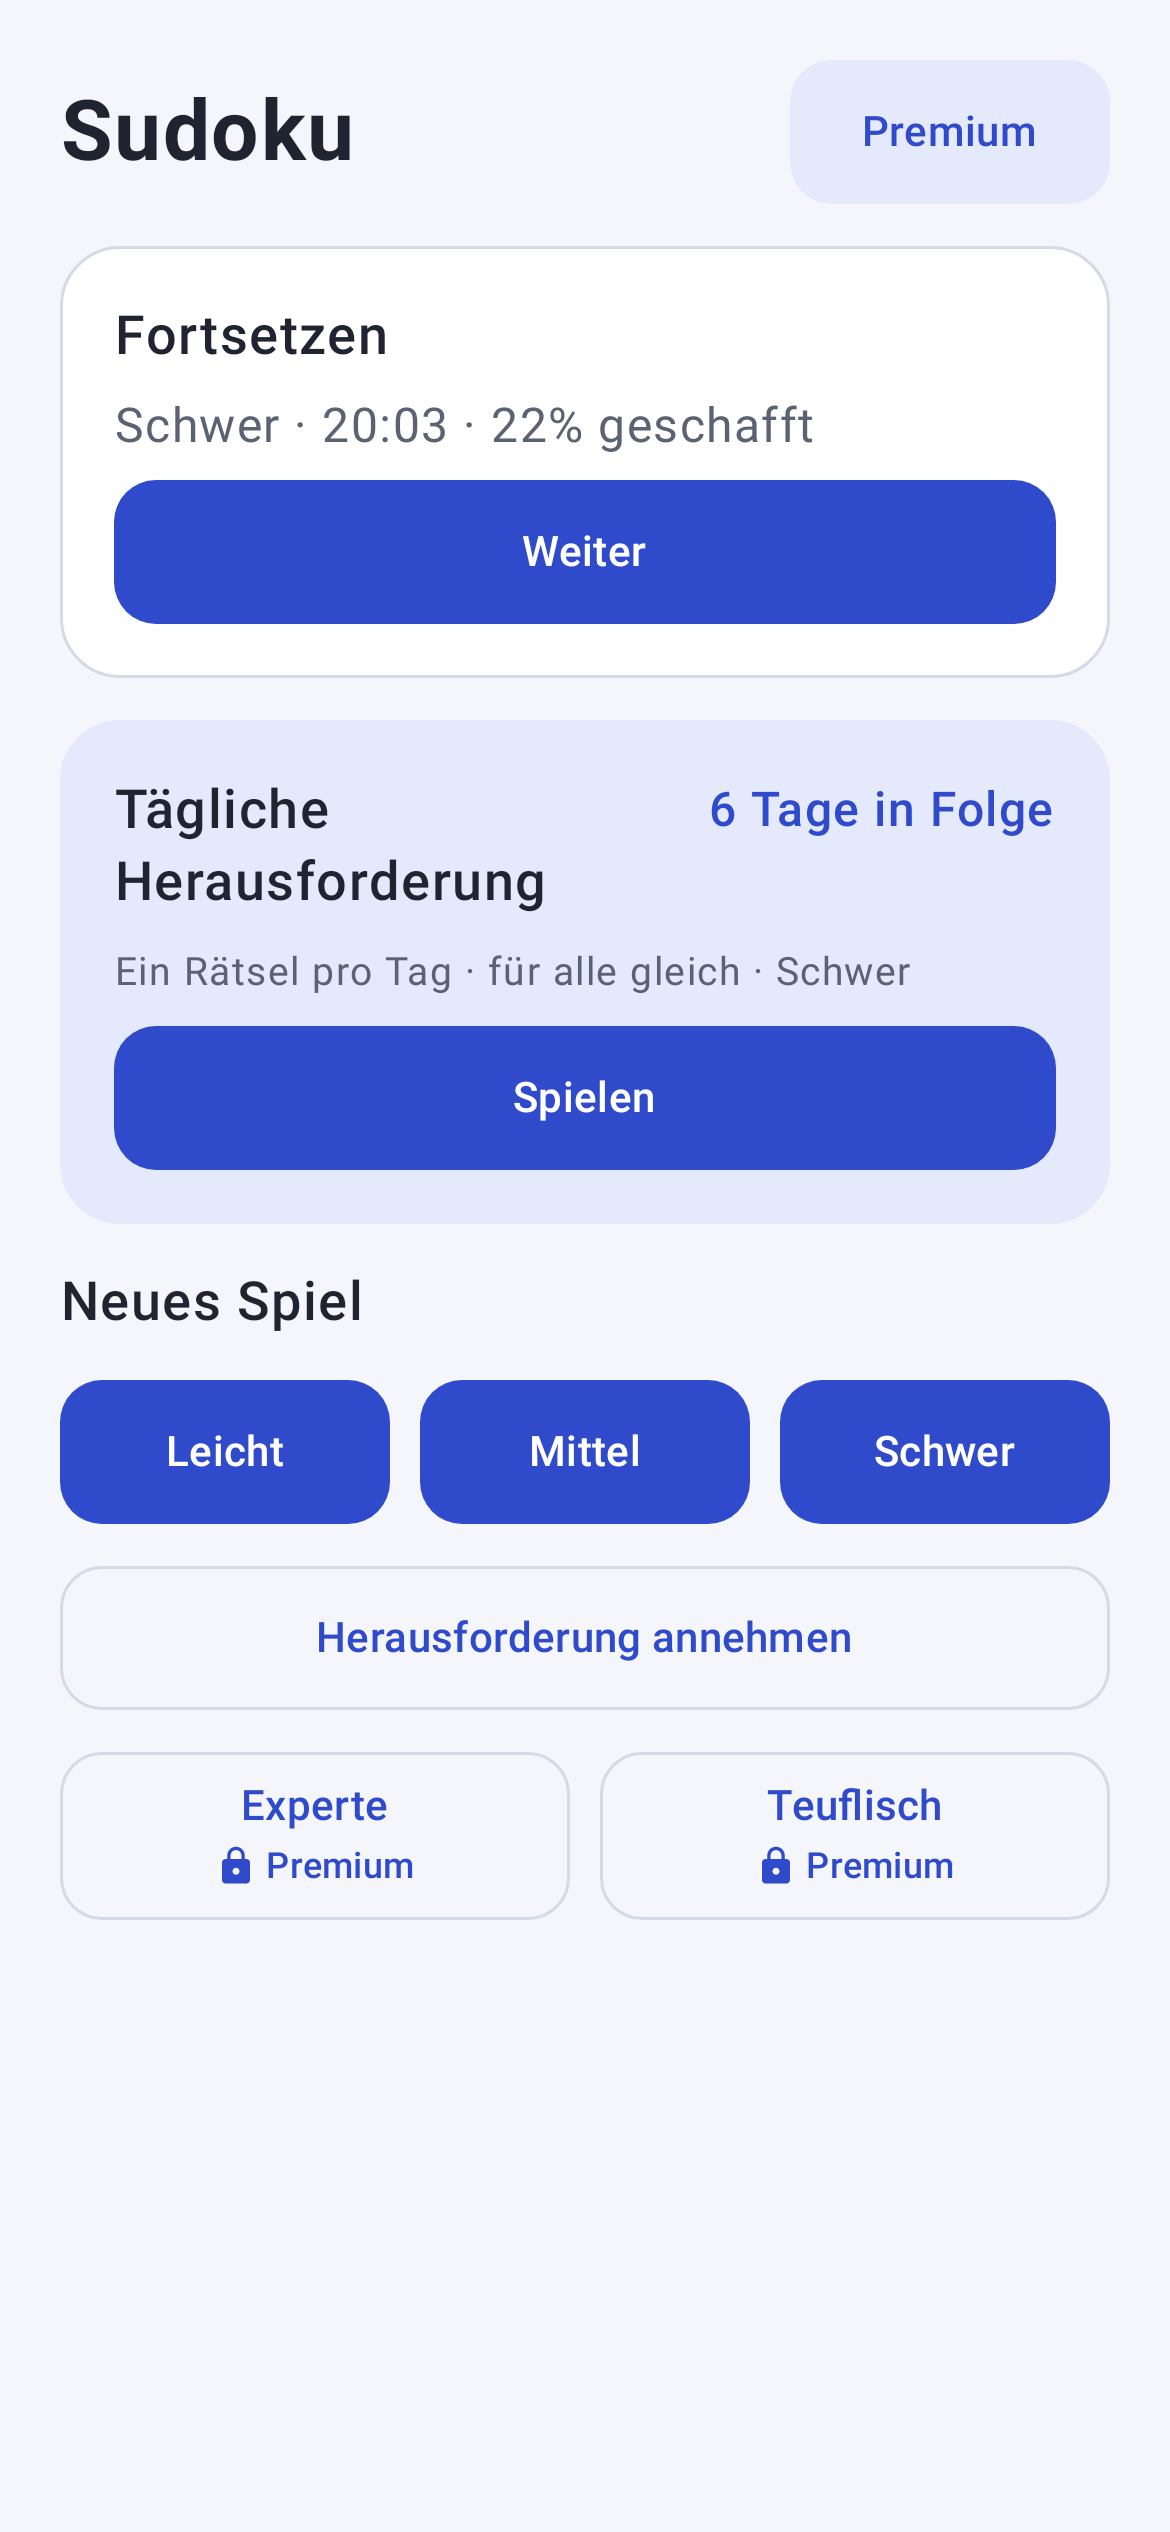 Sudoku
Premium
Fortsetzen
Schwer · 20:03 · 22% geschafft
Weiter
Tägliche
Herausforderung
6 Tage in Folge
Ein Rätsel pro Tag · für alle gleich · Schwer
Spielen
Neues Spiel
Leicht
Mittel
Schwer
Herausforderung annehmen
Experte
Premium
Teuflisch
Premium